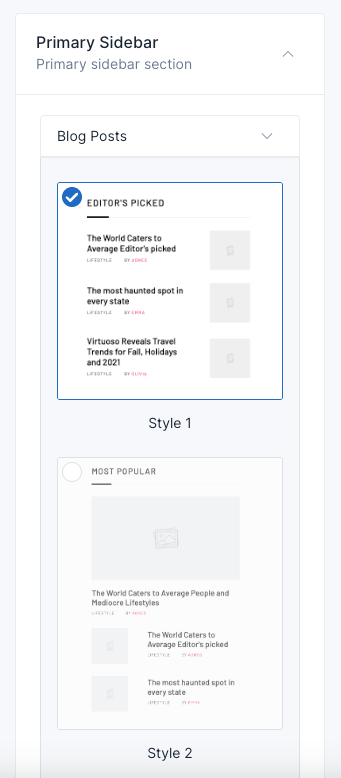 Primary Sidebar
Primary sidebar section
Blog Posts
EDITOR'S PICKED
The World Caters to
Average Editor's picked
LIFESTYLE BY AGNES
The most haunted spot in
every state
LIFESTYLE BY EMMA
Virtuoso Reveals Travel
Trends for Fall, Holidays
and 2021
LIFESTYLE BY OLIVIA
Style 1
MOST POPULAR
The World Caters to Average People and
Mediocre Lifestyles
LIFESTYLE BY AGNES
The World Caters to
Average Editor's picked
LIFESTYLE BY AGNES
The most haunted spot in
every state
LIFESTYLE BY EMMA
Style 2